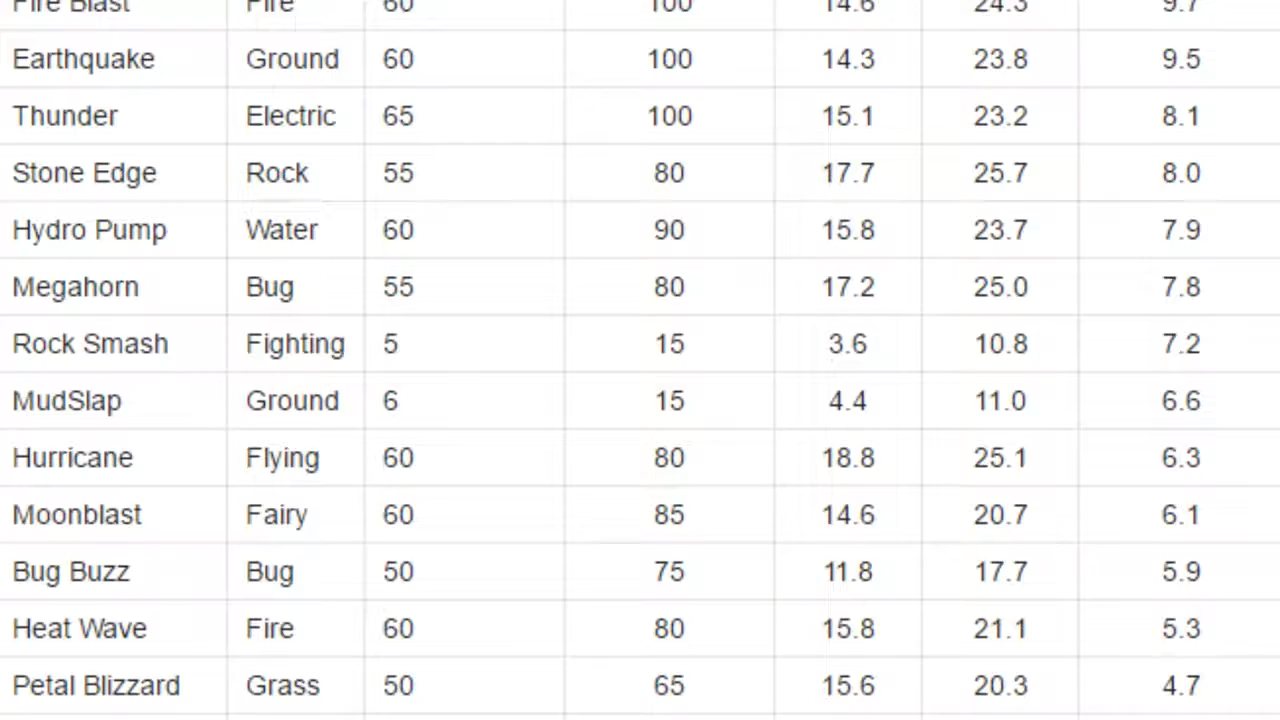 Fire Blast Fire 60 100 14.6 24.3 9.7
Earthquake Ground 60 100 14.3 23.8 9.5
Thunder Electric 65 100 15.1 23.2 8.1
Stone Edge Rock 55 80 17.7 25.7 8.0
Hydro Pump Water 60 90 15.8 23.7 7.9
Megahorn Bug 55 80 17.2 25.0 7.8
Rock Smash Fighting 5 15 3.6 10.8 7.2
MudSlap Ground 6 15 4.4 11.0 6.6
Hurricane Flying 60 80 18.8 25.1 6.3
Moonblast Fairy 60 85 14.6 20.7 6.1
Bug Buzz Bug 50 75 11.8 17.7 5.9
Heat Wave Fire 60 80 15.8 21.1 5.3
Petal Blizzard Grass 50 65 15.6 20.3 4.7